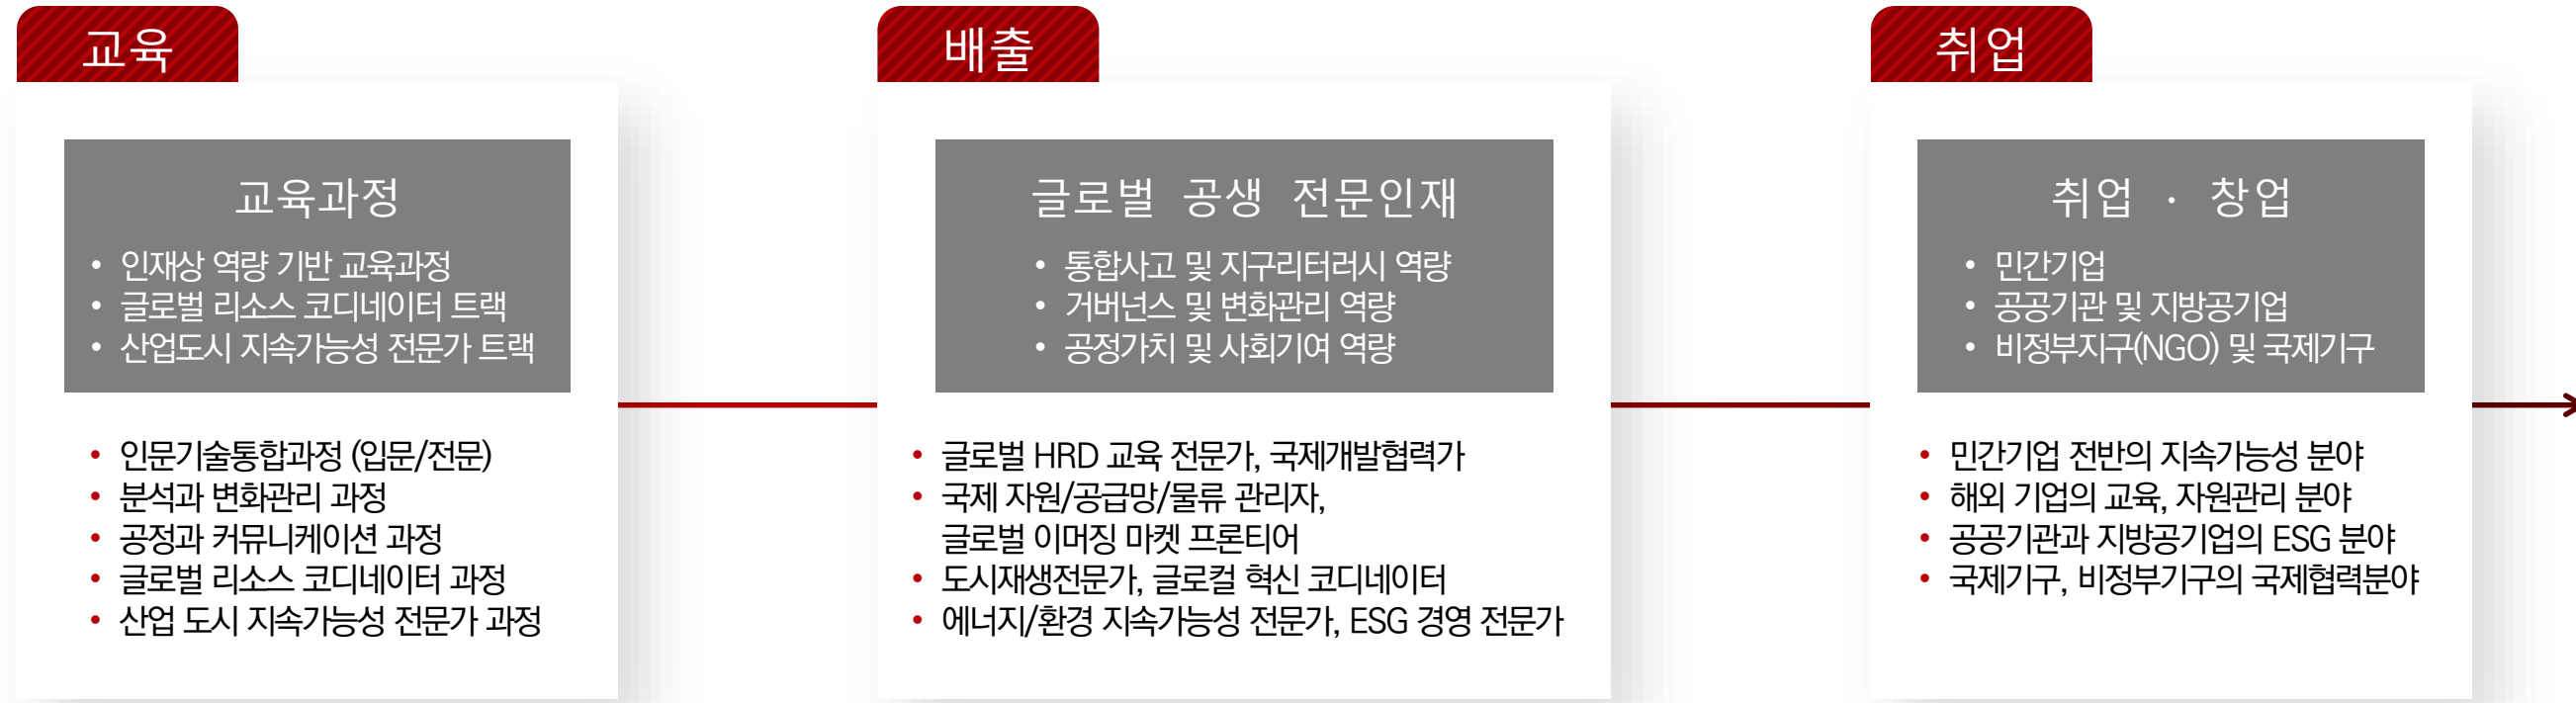 교육
교육과정
• 인재상 역량 기반 교육과정
• 글로벌 리소스 코디네이터 트랙
• 산업도시 지속가능성 전문가 트랙
• 인문기술통합과정 (입문/전문)
• 분석과 변화관리 과정
• 공정과 커뮤니케이션 과정
• 글로벌 리소스 코디네이터 과정
• 산업 도시 지속가능성 전문가 과정
배출
글로벌 공생 전문인재
• 통합사고 및 지구리터러시 역량
• 거버넌스 및 변화관리 역량
• 공정가치 및 사회기여 역량
• 글로벌 HRD 교육 전문가, 국제개발협력가
• 국제 자원/공급망/물류 관리자,
글로벌 이머징 마켓 프론티어
• 도시재생전문가, 글로컬 혁신 코디네이터
• 에너지/환경 지속가능성 전문가, ESG 경영 전문가
취업
취업 · 창업
• 민간기업
• 공공기관 및 지방공기업
• 비정부지구(NGO) 및 국제기구
• 민간기업 전반의 지속가능성 분야
• 해외 기업의 교육, 자원관리 분야
• 공공기관과 지방공기업의 ESG 분야
• 국제기구, 비정부기구의 국제협력분야